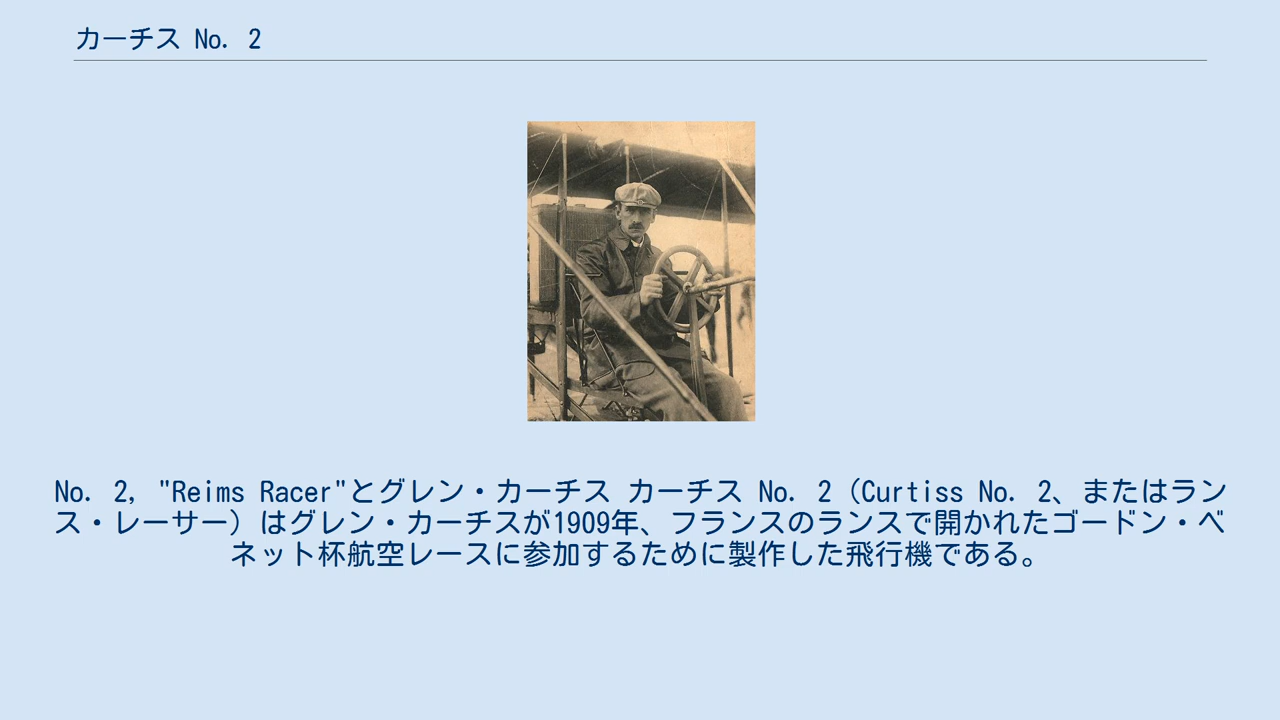 カーチス No. 2
No. 2, "Reims Racer"とグレン・カーチス カーチス No. 2（Curtiss No. 2、またはラン
ス・レーサー）はグレン・カーチスが1909年、フランスのランスで開かれたゴードン・ベ
ネット杯航空レースに参加するために製作した飛行機である。